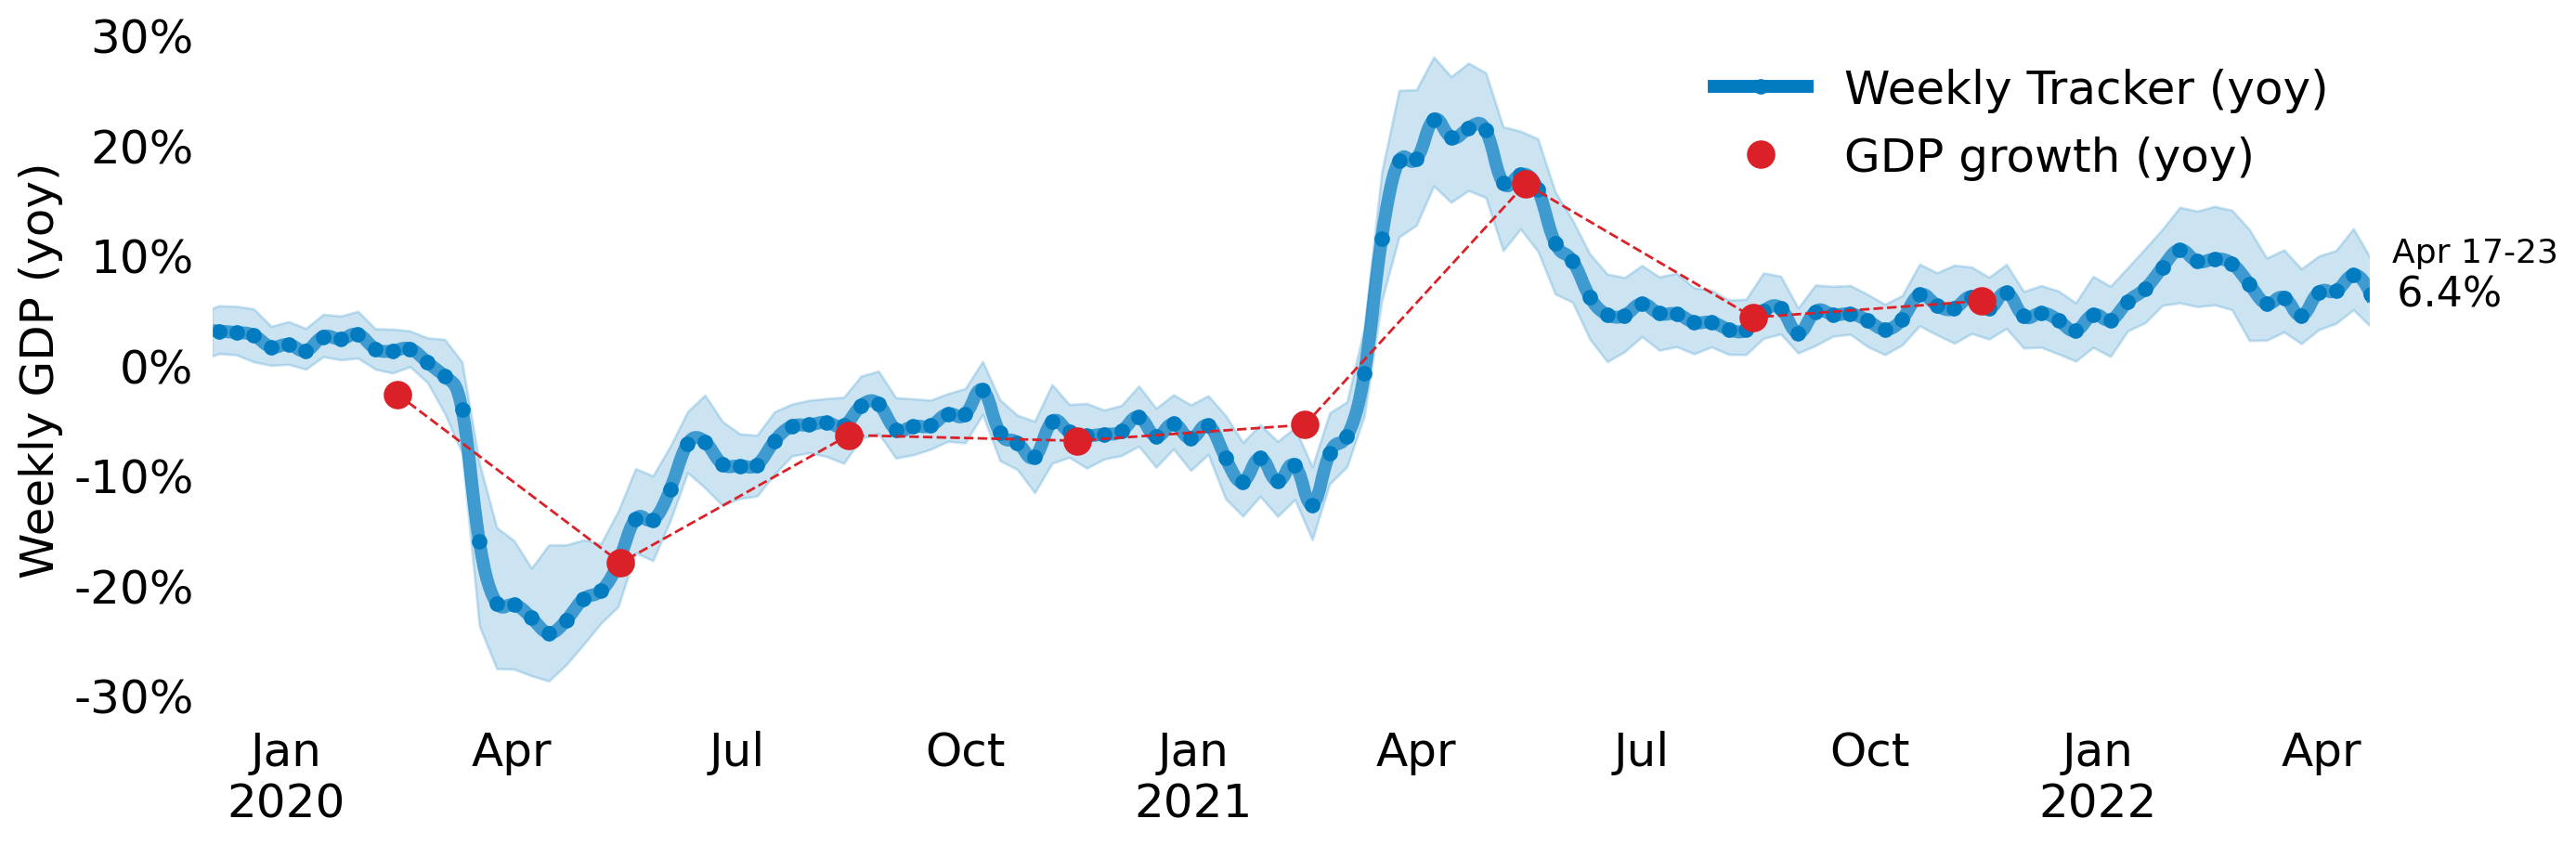 30%
20%
10%
0%
-10%
-20%
-30%
Weekly GDP (yoy)
Weekly Tracker (yoy)
GDP growth (yoy)
Apr 17-23
6.4%
Jan Apr Jul Oct Jan Apr Jul Oct Jan Apr
2020 2021 2022